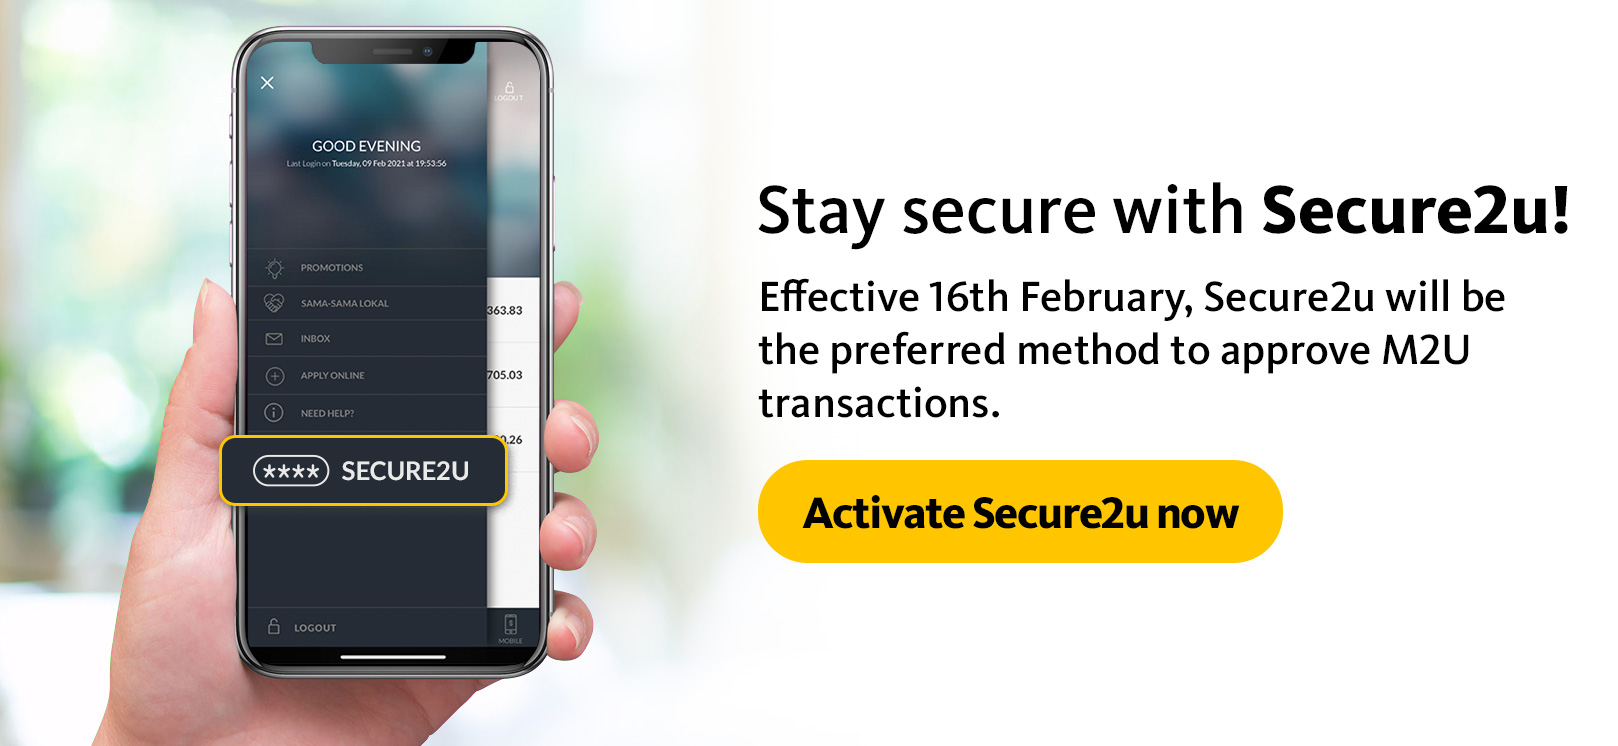 LOGOUT
GOOD EVENING
Last Login on Tuesday, 09 Feb 2021 at 19:53:56
PROMOTIONS
SAMA-SAMA LOKAL
363.83
INBOX
APPLY ONLINE
705.03
NEED HELP?
0.26
**** SECURE2U
LOGOUT
MOBILE
Stay secure with Secure2u!
Effective 16th February, Secure2u will be
the preferred method to approve M2U
transactions.
Activate Secure2u now